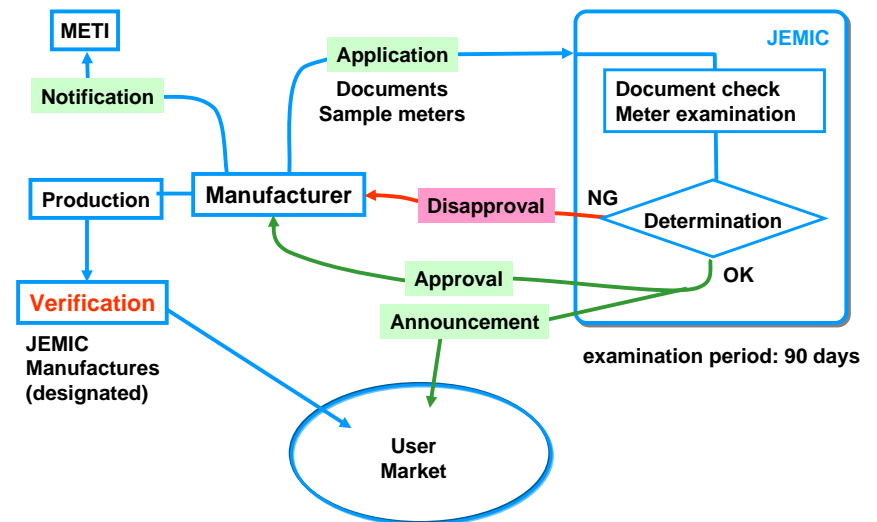 METI
Notification
Application
Documents
Sample meters
JEMIC
Document check
Meter examination
Production
Manufacturer
Disapproval
NG
Determination
OK
Approval
Announcement
Verification
JEMIC
Manufactures
(designated)
examination period: 90 days
User
Market